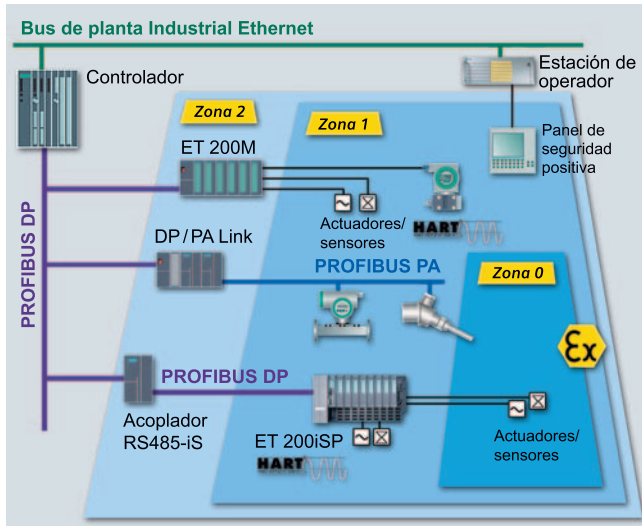 Bus de planta Industrial Ethernet
Controlador
Estación de
operador
Zona 2
Zona 1
Panel de
seguridad
positiva
ET 200M
Actuadores/
sensores
HART
PROFIBUS DP
DP/PA Link
PROFIBUS PA
Zona 0
Ex
PROFIBUS DP
Acoplador
RS485-iS
ET 200iSP
HART
Actuadores/
sensores